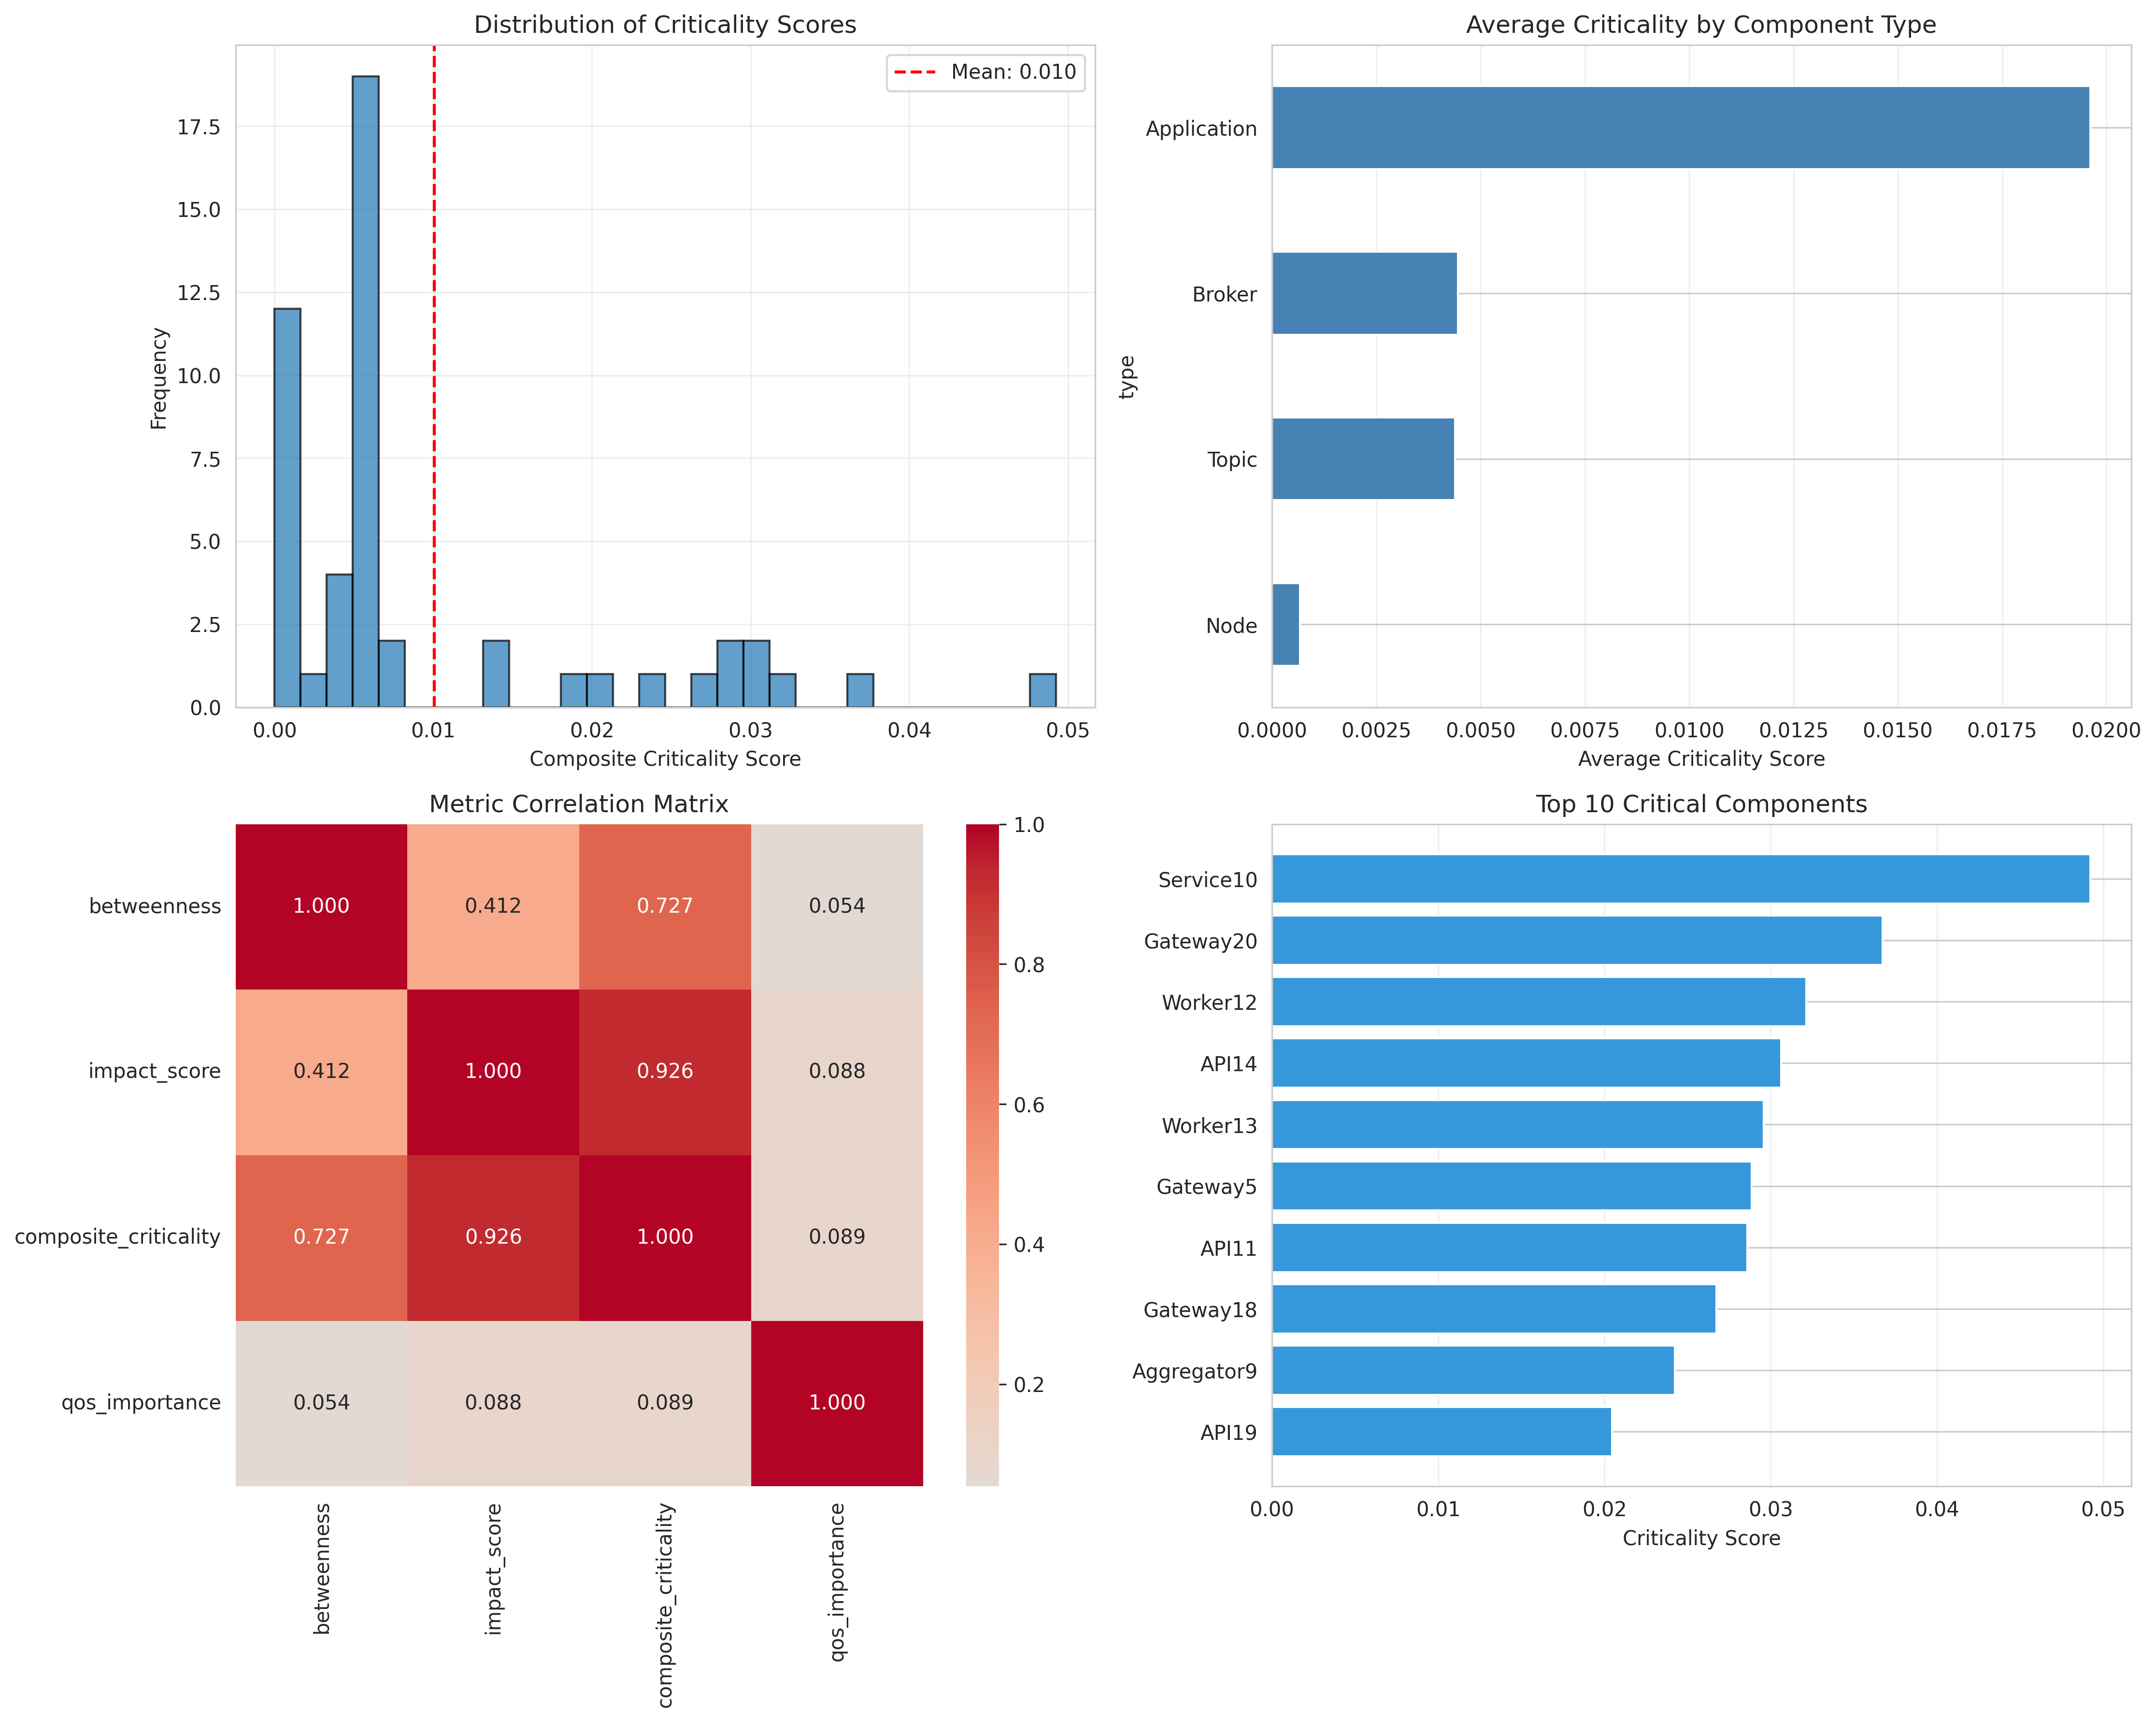 Distribution of Criticality Scores
Mean: 0.010
Frequency
17.5
15.0
12.5
10.0
7.5
5.0
2.5
0.0
0.00 0.01 0.02 0.03 0.04 0.05
Composite Criticality Score
Average Criticality by Component Type
type
Application
Broker
Topic
Node
0.0000 0.0025 0.0050 0.0075 0.0100 0.0125 0.0150 0.0175 0.0200
Average Criticality Score
Metric Correlation Matrix
betweenness 1.000 0.412 0.727 0.054
impact_score 0.412 1.000 0.926 0.088
composite_criticality 0.727 0.926 1.000 0.089
qos_importance 0.054 0.088 0.089 1.000
betweenness
impact_score
composite_criticality
qos_importance
1.0
0.8
0.6
0.4
0.2
Top 10 Critical Components
Service10
Gateway20
Worker12
API14
Worker13
Gateway5
API11
Gateway18
Aggregator9
API19
0.00 0.01 0.02 0.03 0.04 0.05
Criticality Score